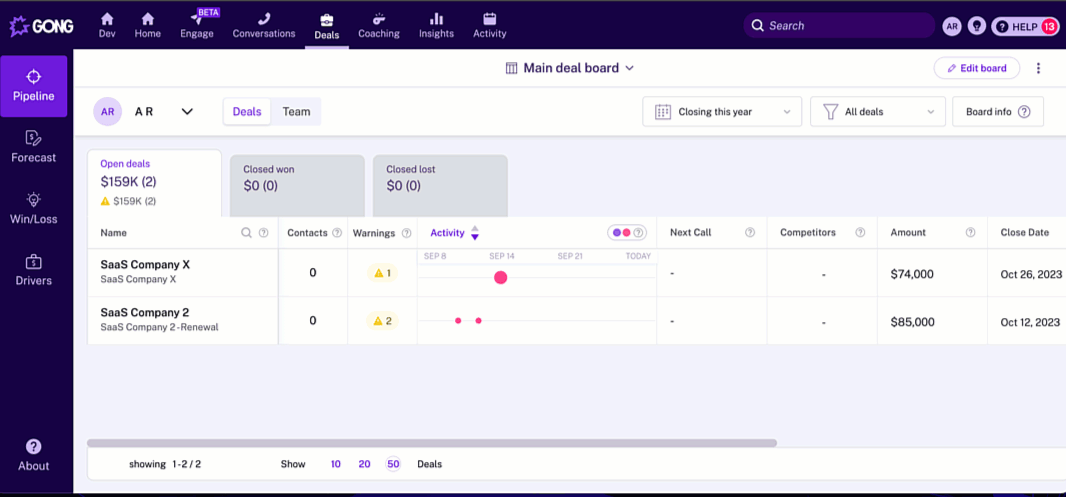 GONG
Dev
Home
BETA
Engage
Conversations
Deals
Coaching
Insights
Activity
Search
AR
? HELP 13
Pipeline
Forecast
Win/Loss
Drivers
? About
Main deal board
Edit board
AR A R
Deals Team
Closing this year
All deals
Board info ?
Open deals
$159K (2)
$159K (2)
Closed won
$0 (0)
Closed lost
$0 (0)
Name ? Contacts ? Warnings ? Activity ? Next Call ? Competitors ? Amount ? Close Date
SEP 8 SEP 14 SEP 21 TODAY
SaaS Company X
SaaS Company X
0 1 - - $74,000 Oct 26, 2023
SaaS Company 2
SaaS Company 2 - Renewal
0 2 - - $85,000 Oct 12, 2023
showing 1 - 2 / 2 Show 10 20 50 Deals